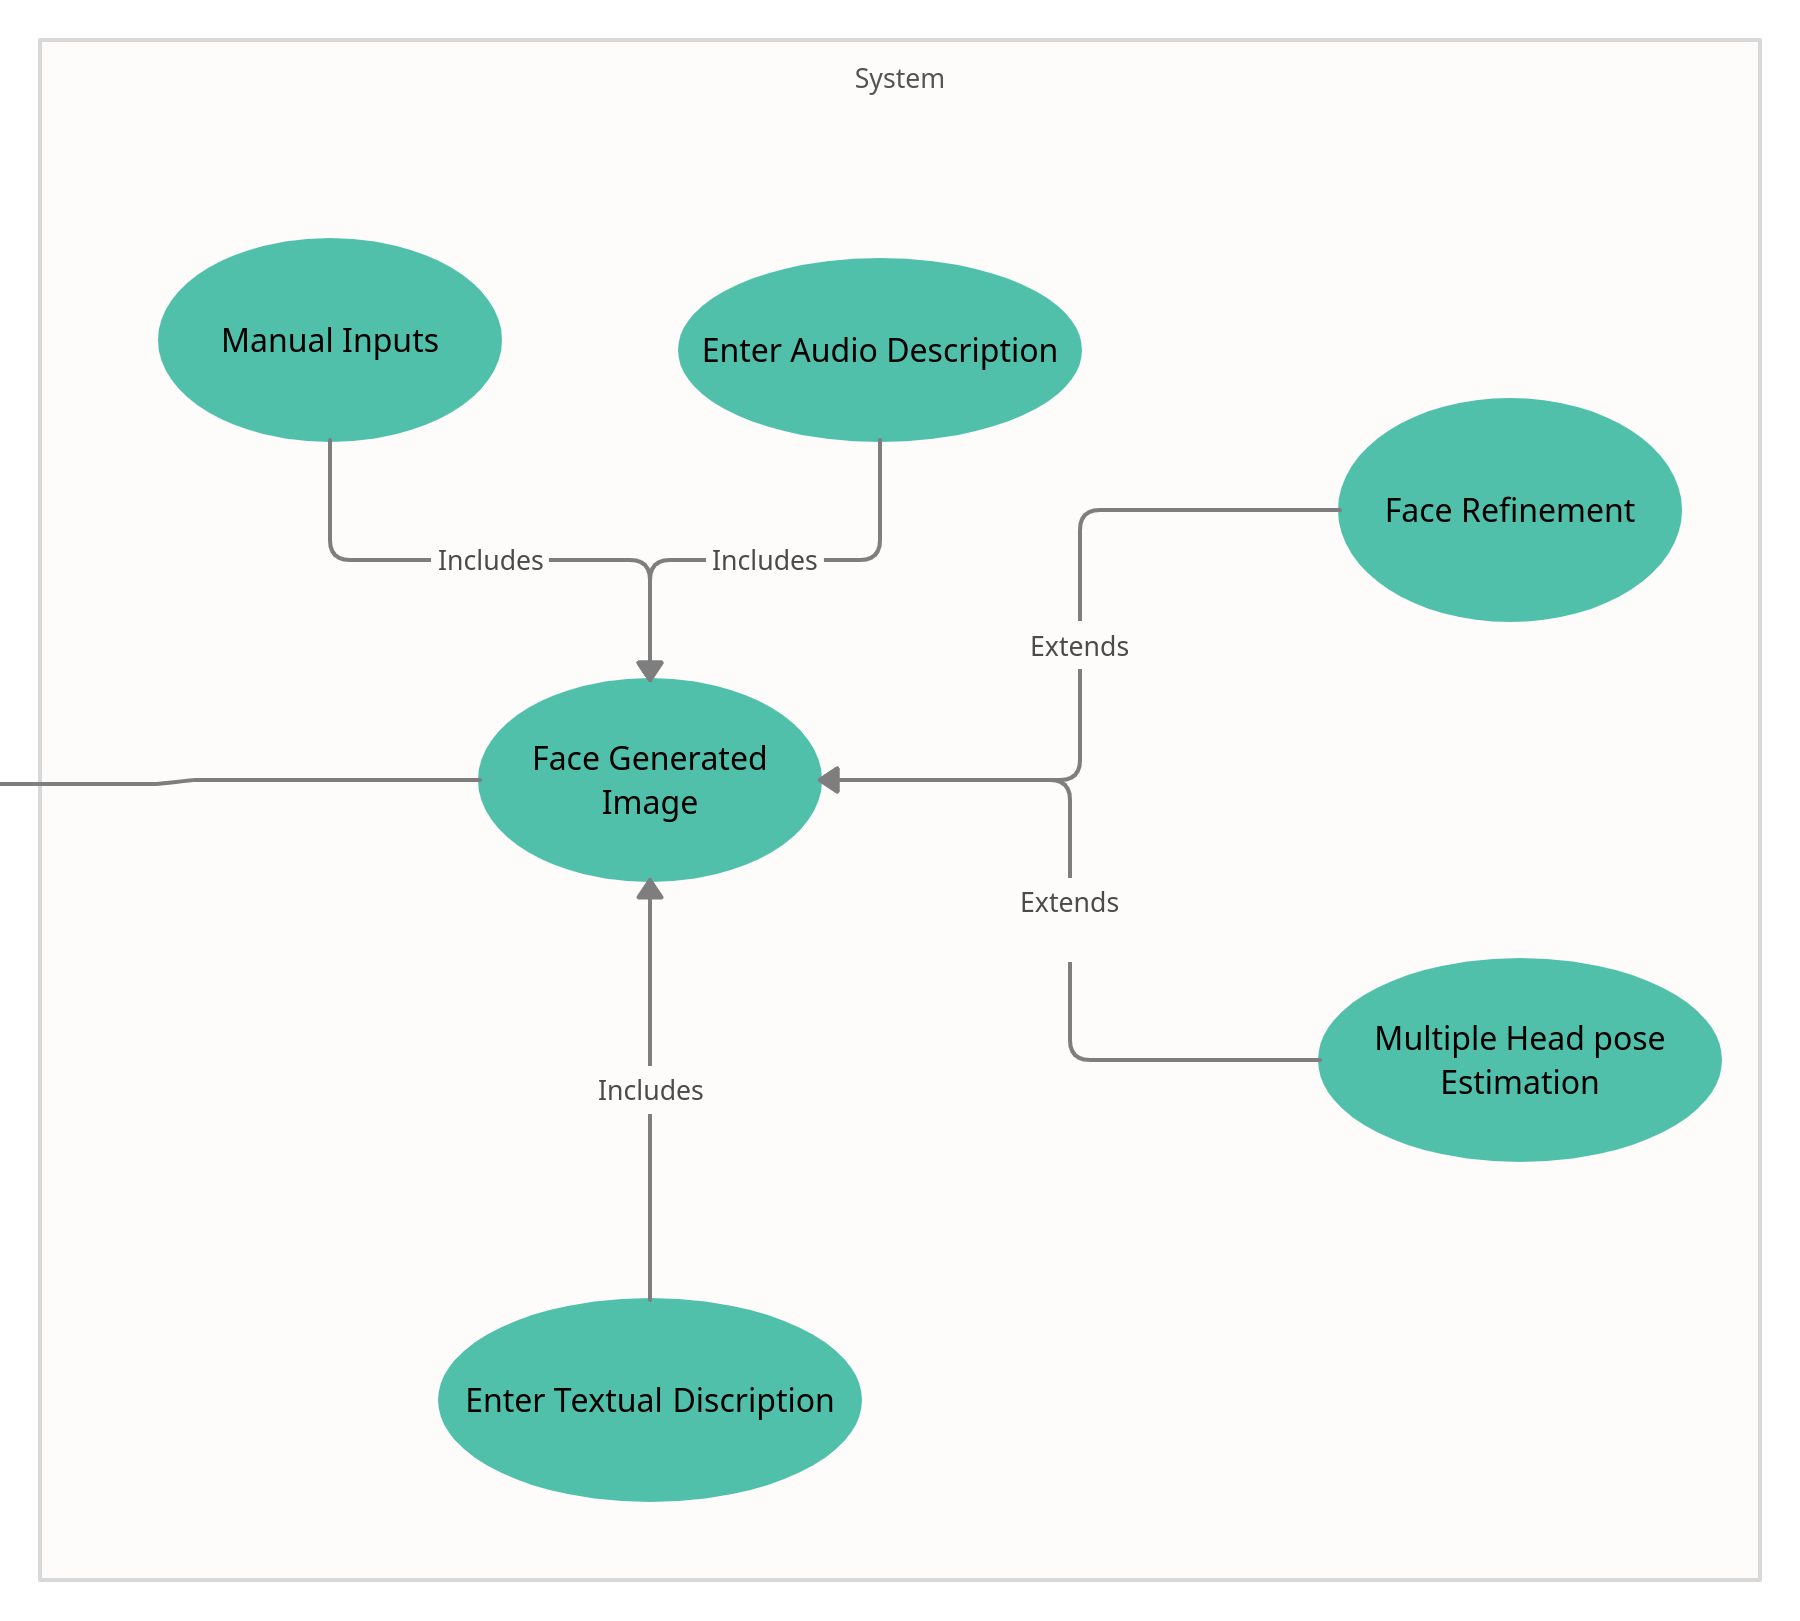 System
Manual Inputs
Enter Audio Description
Face Refinement
Includes
Includes
Extends
Face Generated
Image
Extends
Multiple Head pose
Estimation
Includes
Enter Textual Discription